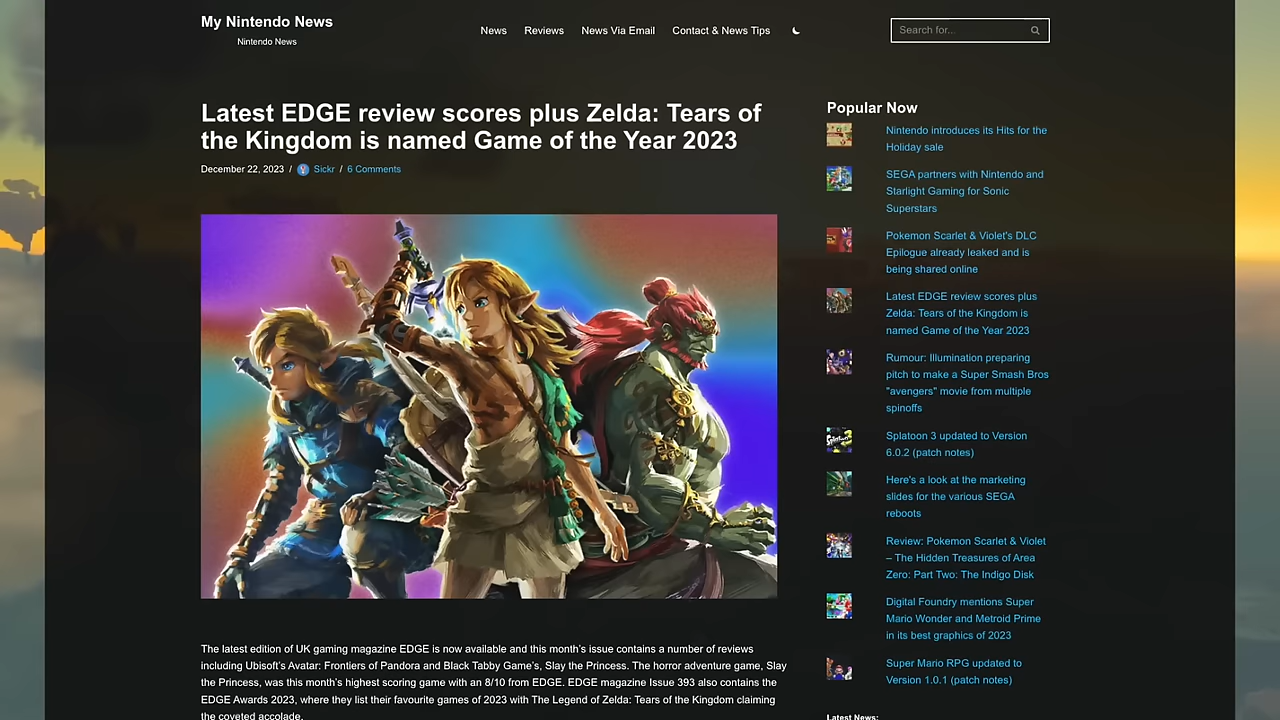 My Nintendo News
Nintendo News
News
Reviews
News Via Email
Contact & News Tips
Search for...
Latest EDGE review scores plus Zelda: Tears of
the Kingdom is named Game of the Year 2023
December 22, 2023 / Sickr / 6 Comments
The latest edition of UK gaming magazine EDGE is now available and this month's issue contains a number of reviews
including Ubisoft's Avatar: Frontiers of Pandora and Black Tabby Game's, Slay the Princess. The horror adventure game, Slay
the Princess, was this month's highest scoring game with an 8/10 from EDGE. EDGE magazine Issue 393 also contains the
EDGE Awards 2023, where they list their favourite games of 2023 with The Legend of Zelda: Tears of the Kingdom claiming
the coveted accolade.
Popular Now
Nintendo introduces its Hits for the
Holiday sale
SEGA partners with Nintendo and
Starlight Gaming for Sonic
Superstars
Pokemon Scarlet & Violet's DLC
Epilogue already leaked and is
being shared online
Latest EDGE review scores plus
Zelda: Tears of the Kingdom is
named Game of the Year 2023
Rumour: Illumination preparing
pitch to make a Super Smash Bros
"avengers" movie from multiple
spinoffs
Splatoon 3 updated to Version
6.0.2 (patch notes)
Here's a look at the marketing
slides for the various SEGA
reboots
Review: Pokemon Scarlet & Violet
– The Hidden Treasures of Area
Zero: Part Two: The Indigo Disk
Digital Foundry mentions Super
Mario Wonder and Metroid Prime
in its best graphics of 2023
Super Mario RPG updated to
Version 1.0.1 (patch notes)
Latest News: